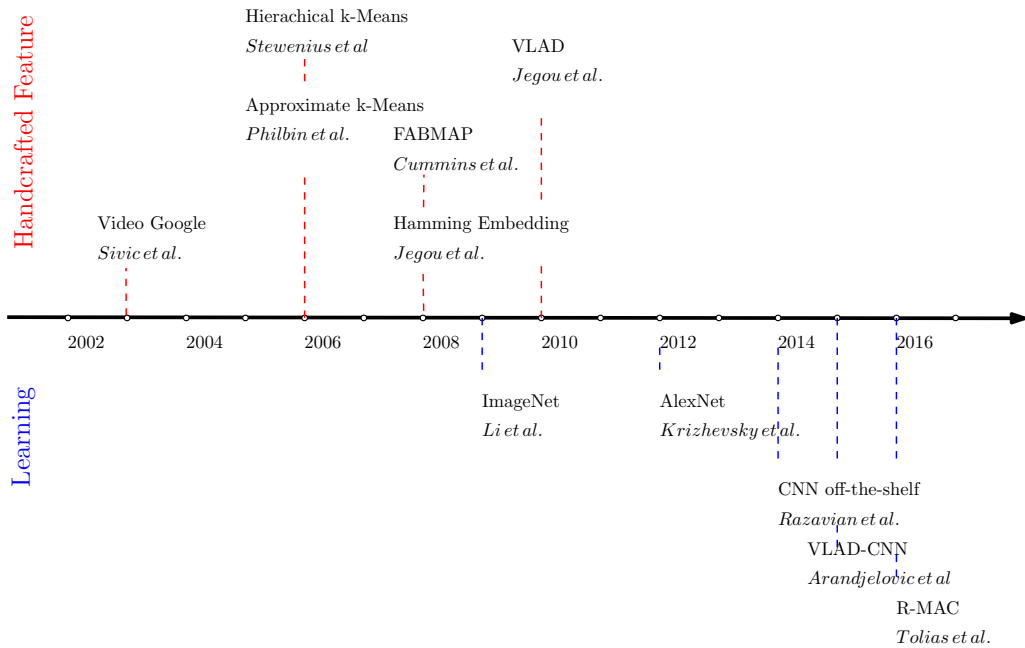 Handcrafted Feature
Hierachical k-Means
Stewenius et al
VLAD
Jegou et al.
Approximate k-Means
Philbin et al.
FABMAP
Cummins et al.
Video Google
Sivic et al.
Hamming Embedding
Jegou et al.
2002 2004 2006 2008 2010 2012 2014 2016
Learning
ImageNet
Li et al.
AlexNet
Krizhevsky et al.
CNN off-the-shelf
Razavian et al.
VLAD-CNN
Arandjelovic et al
R-MAC
Tolias et al.